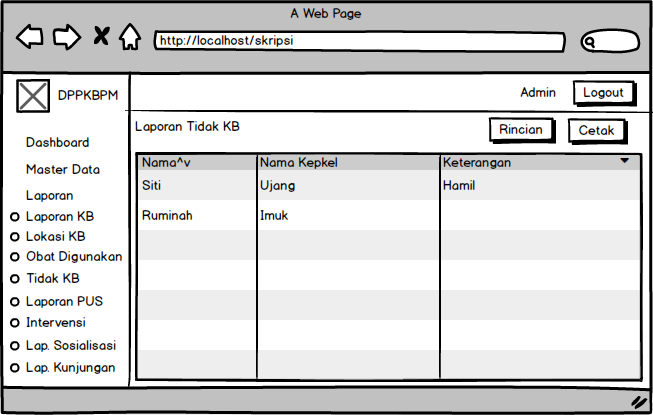 A Web Page
http://localhost/skripsi
DPPKBPM
Admin
Logout
Laporan Tidak KB
Rincian
Cetak
Dashboard
Master Data
Laporan
Laporan KB
Lokasi KB
Obat Digunakan
Tidak KB
Laporan PUS
Intervensi
Lap. Sosialisasi
Lap. Kunjungan
Nama^v Nama Kepkel Keterangan
Siti Ujang Hamil
Ruminah Imuk